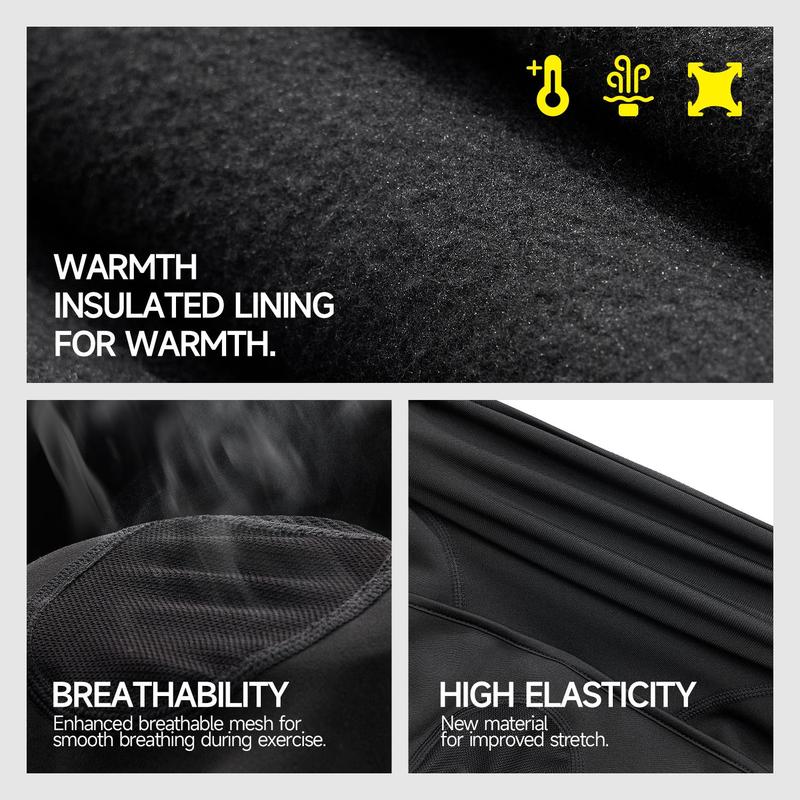 WARMTH
INSULATED LINING
FOR WARMTH.
BREATHABILITY
Enhanced breathable mesh for
smooth breathing during exercise.
HIGH ELASTICITY
New material
for improved stretch.